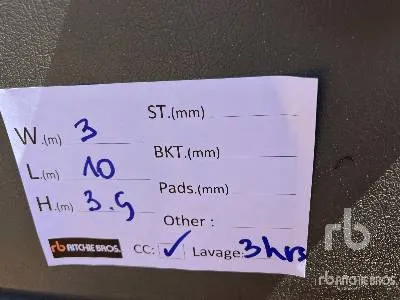 W.(m) 3
L.(m) 10
H.(m) 3.9
ST.(mm)
BKT.(mm)
Pads.(mm)
Other :
rb RITCHIE BROS. CC: ✓ Lavage: 3hrs
rb
RITCHIE BROS